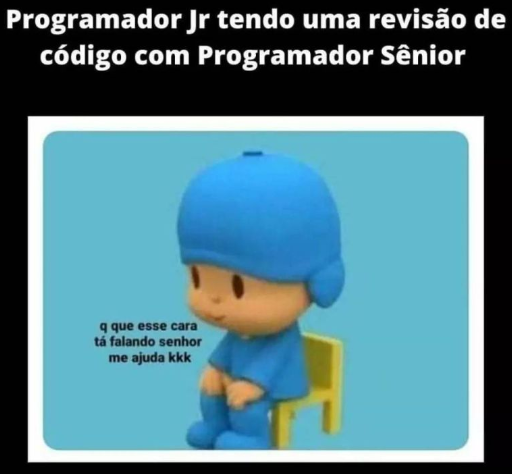 Programador Jr tendo uma revisão de
código com Programador Sênior
q que esse cara
tá falando senhor
me ajuda kkk